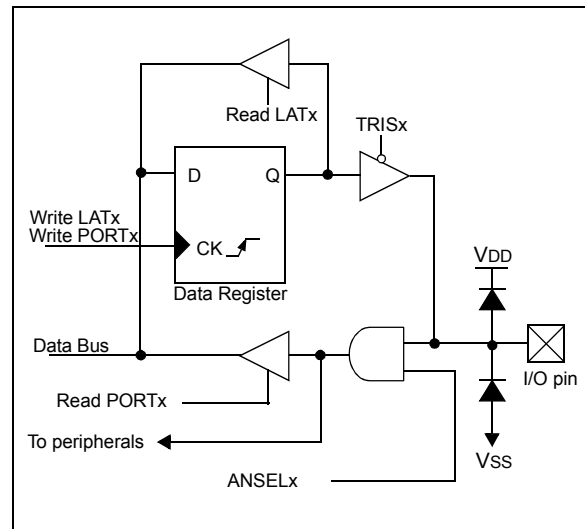 Read LATx
TRISx
D
Q
Write LATx
Write PORTx
CK
Data Register
VDD
Data Bus
I/O pin
Read PORTx
To peripherals
VSS
ANSELx